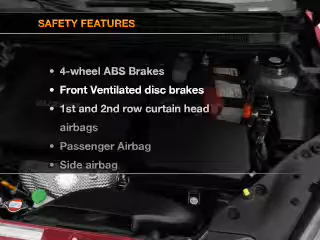 SAFETY FEATURES
• 4-wheel ABS Brakes
• Front Ventilated disc brakes
• 1st and 2nd row curtain head
airbags
• Passenger Airbag
• Side airbag